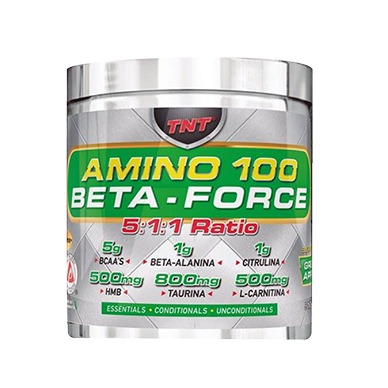 TNT
AMINO 100
BETA - FORCE
5:1:1 Ratio
5g 1g 1g
BCAA'S BETA-ALANINA CITRULINA
500mg 800mg 500mg
HMB TAURINA L-CARNITINA
ESSENTIALS • CONDITIONALS • UNCONDITIONALS